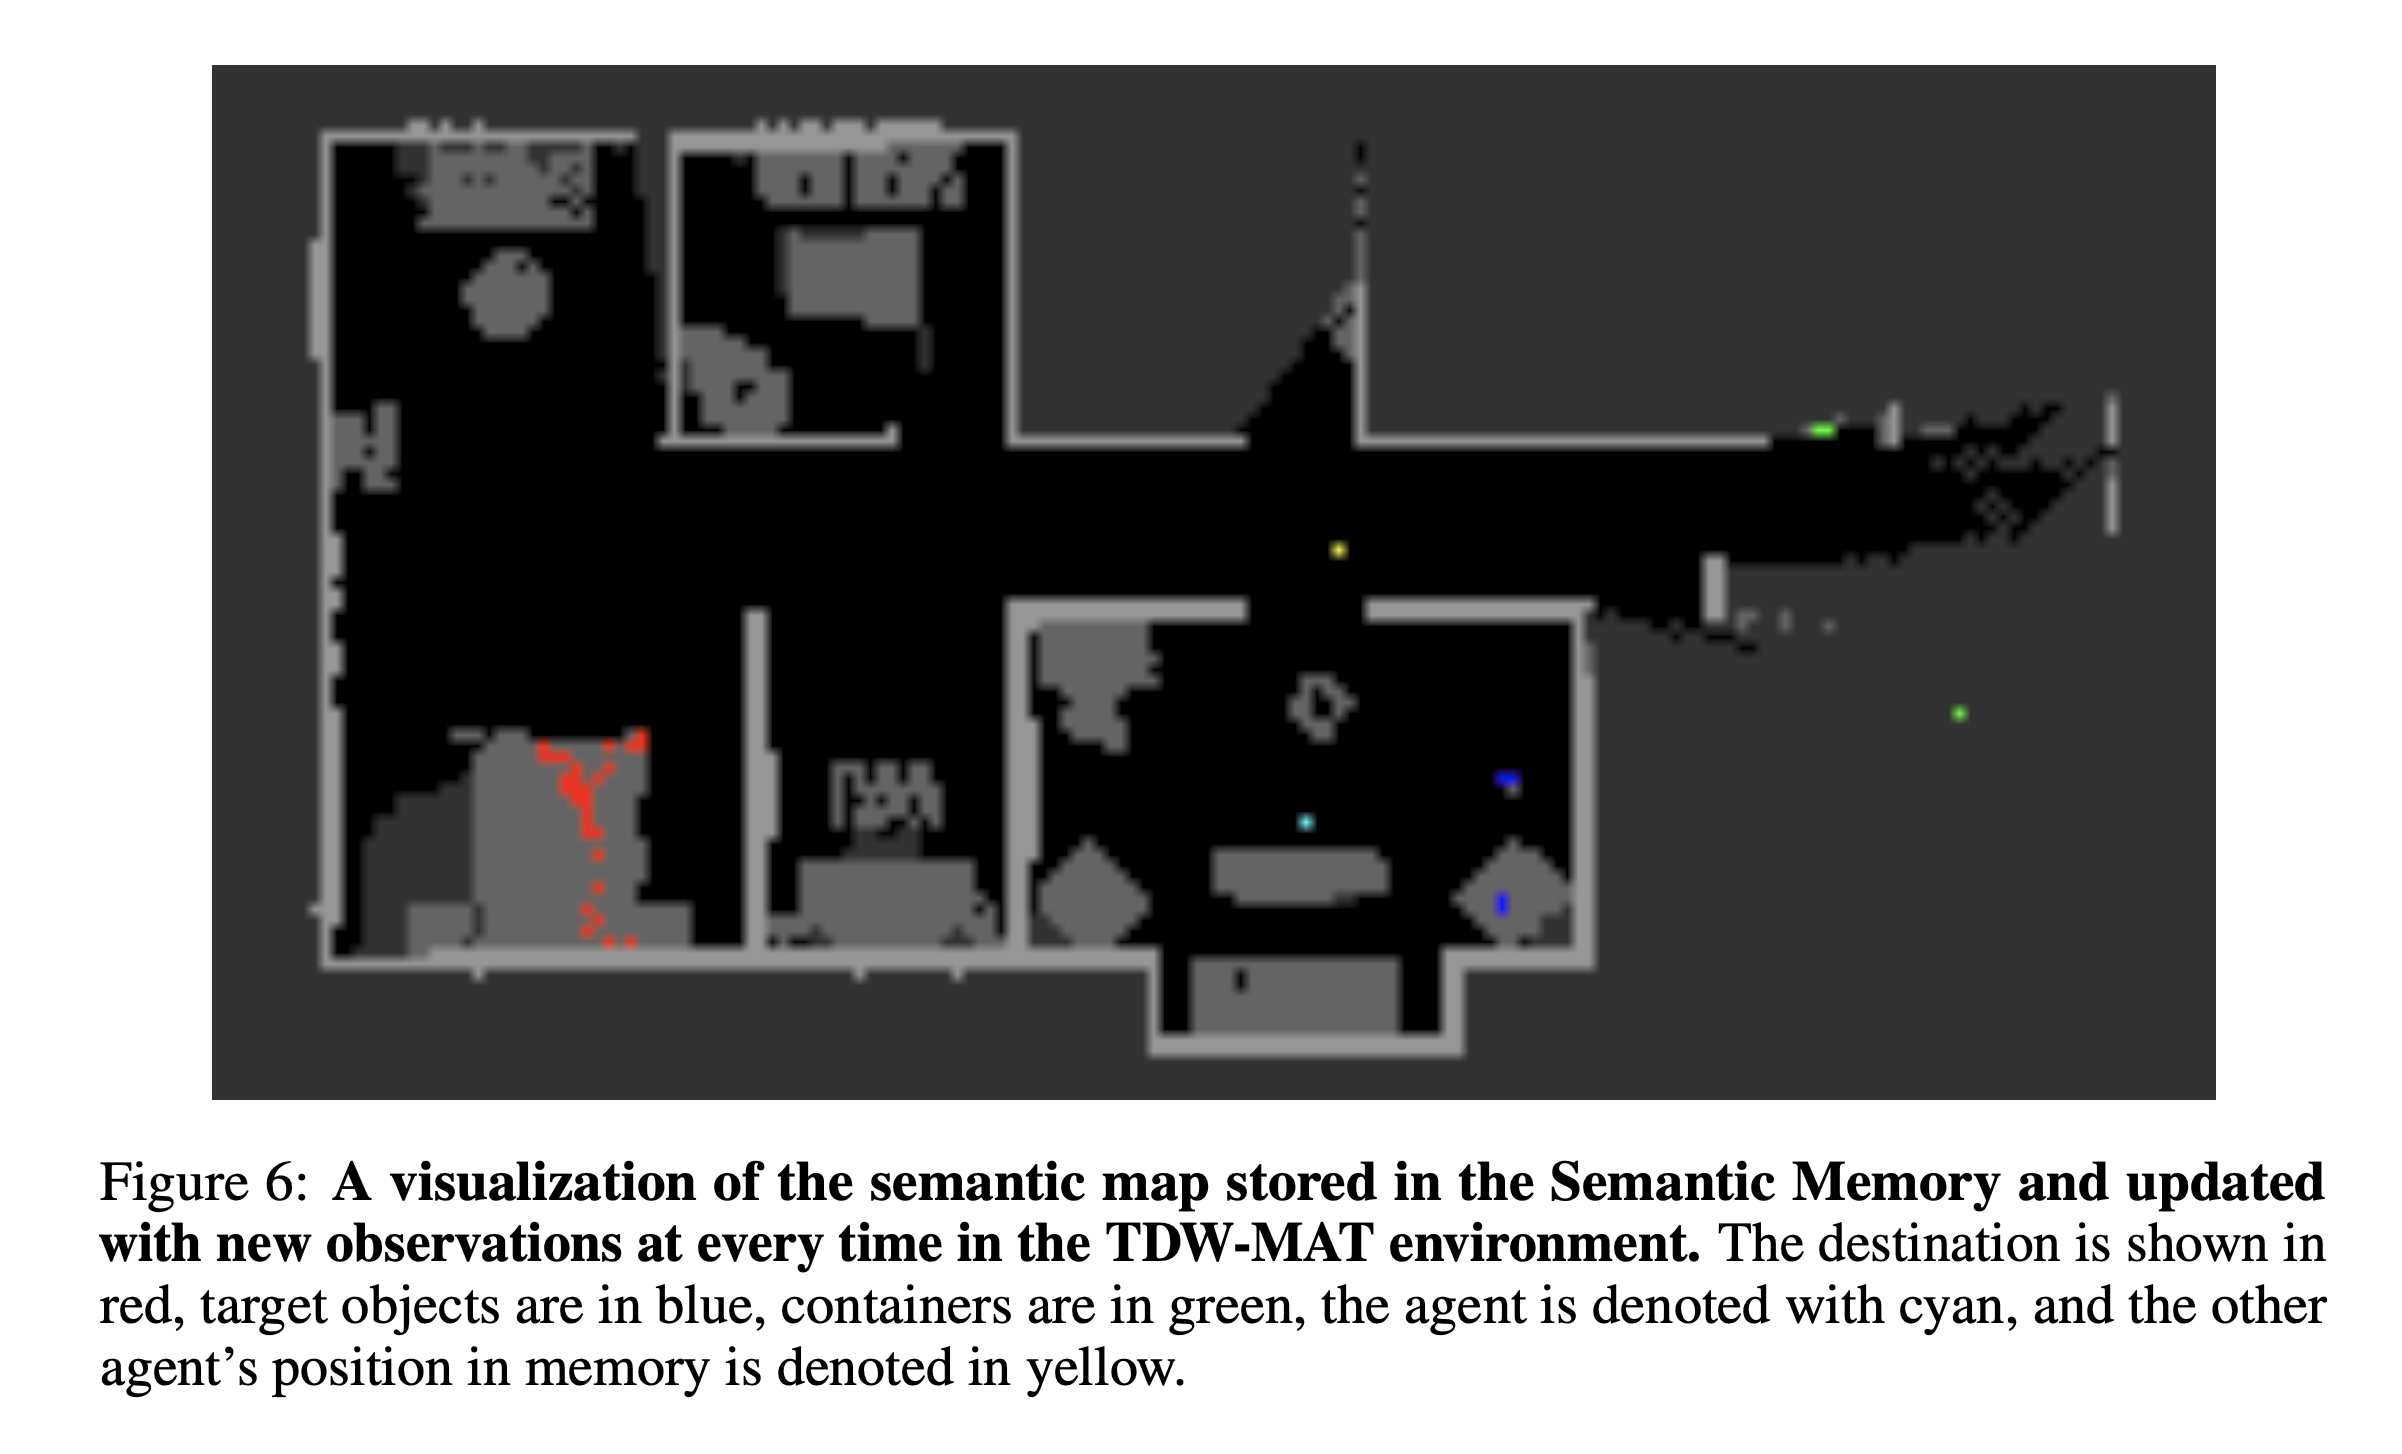 Figure 6: A visualization of the semantic map stored in the Semantic Memory and updated
with new observations at every time in the TDW-MAT environment. The destination is shown in
red, target objects are in blue, containers are in green, the agent is denoted with cyan, and the other
agent’s position in memory is denoted in yellow.